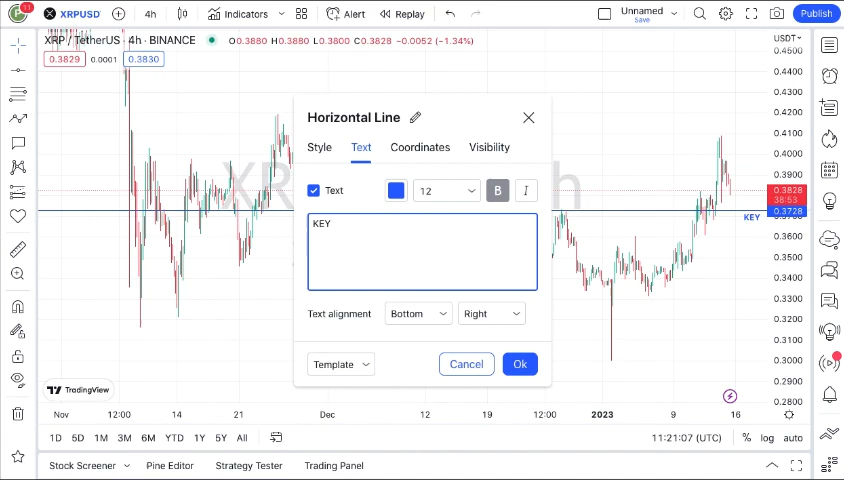 11
P
XRPUSD
4h
Indicators
Alert
Replay
Unnamed
Save
Publish
XRP / TetherUS · 4h · BINANCE
O0.3880 H0.3880 L0.3800 C0.3828 −0.0052 (−1.34%)
USDT
0.3829
0.0001
0.3830
0.4500
0.4400
0.4300
0.4200
0.4100
0.4000
0.3900
0.3828
38:53
0.3728
0.3600
0.3500
0.3400
0.3300
0.3200
0.3100
0.3000
0.2900
0.2800
KEY
Horizontal Line
Style
Text
Coordinates
Visibility
Text
12
B
I
KEY
Text alignment
Bottom
Right
Template
Cancel
Ok
TradingView
Nov
12:00
14
21
Dec
12
19
12:00
2023
9
16
1D
5D
1M
3M
6M
YTD
1Y
5Y
All
11:21:07 (UTC)
%
log
auto
Stock Screener
Pine Editor
Strategy Tester
Trading Panel